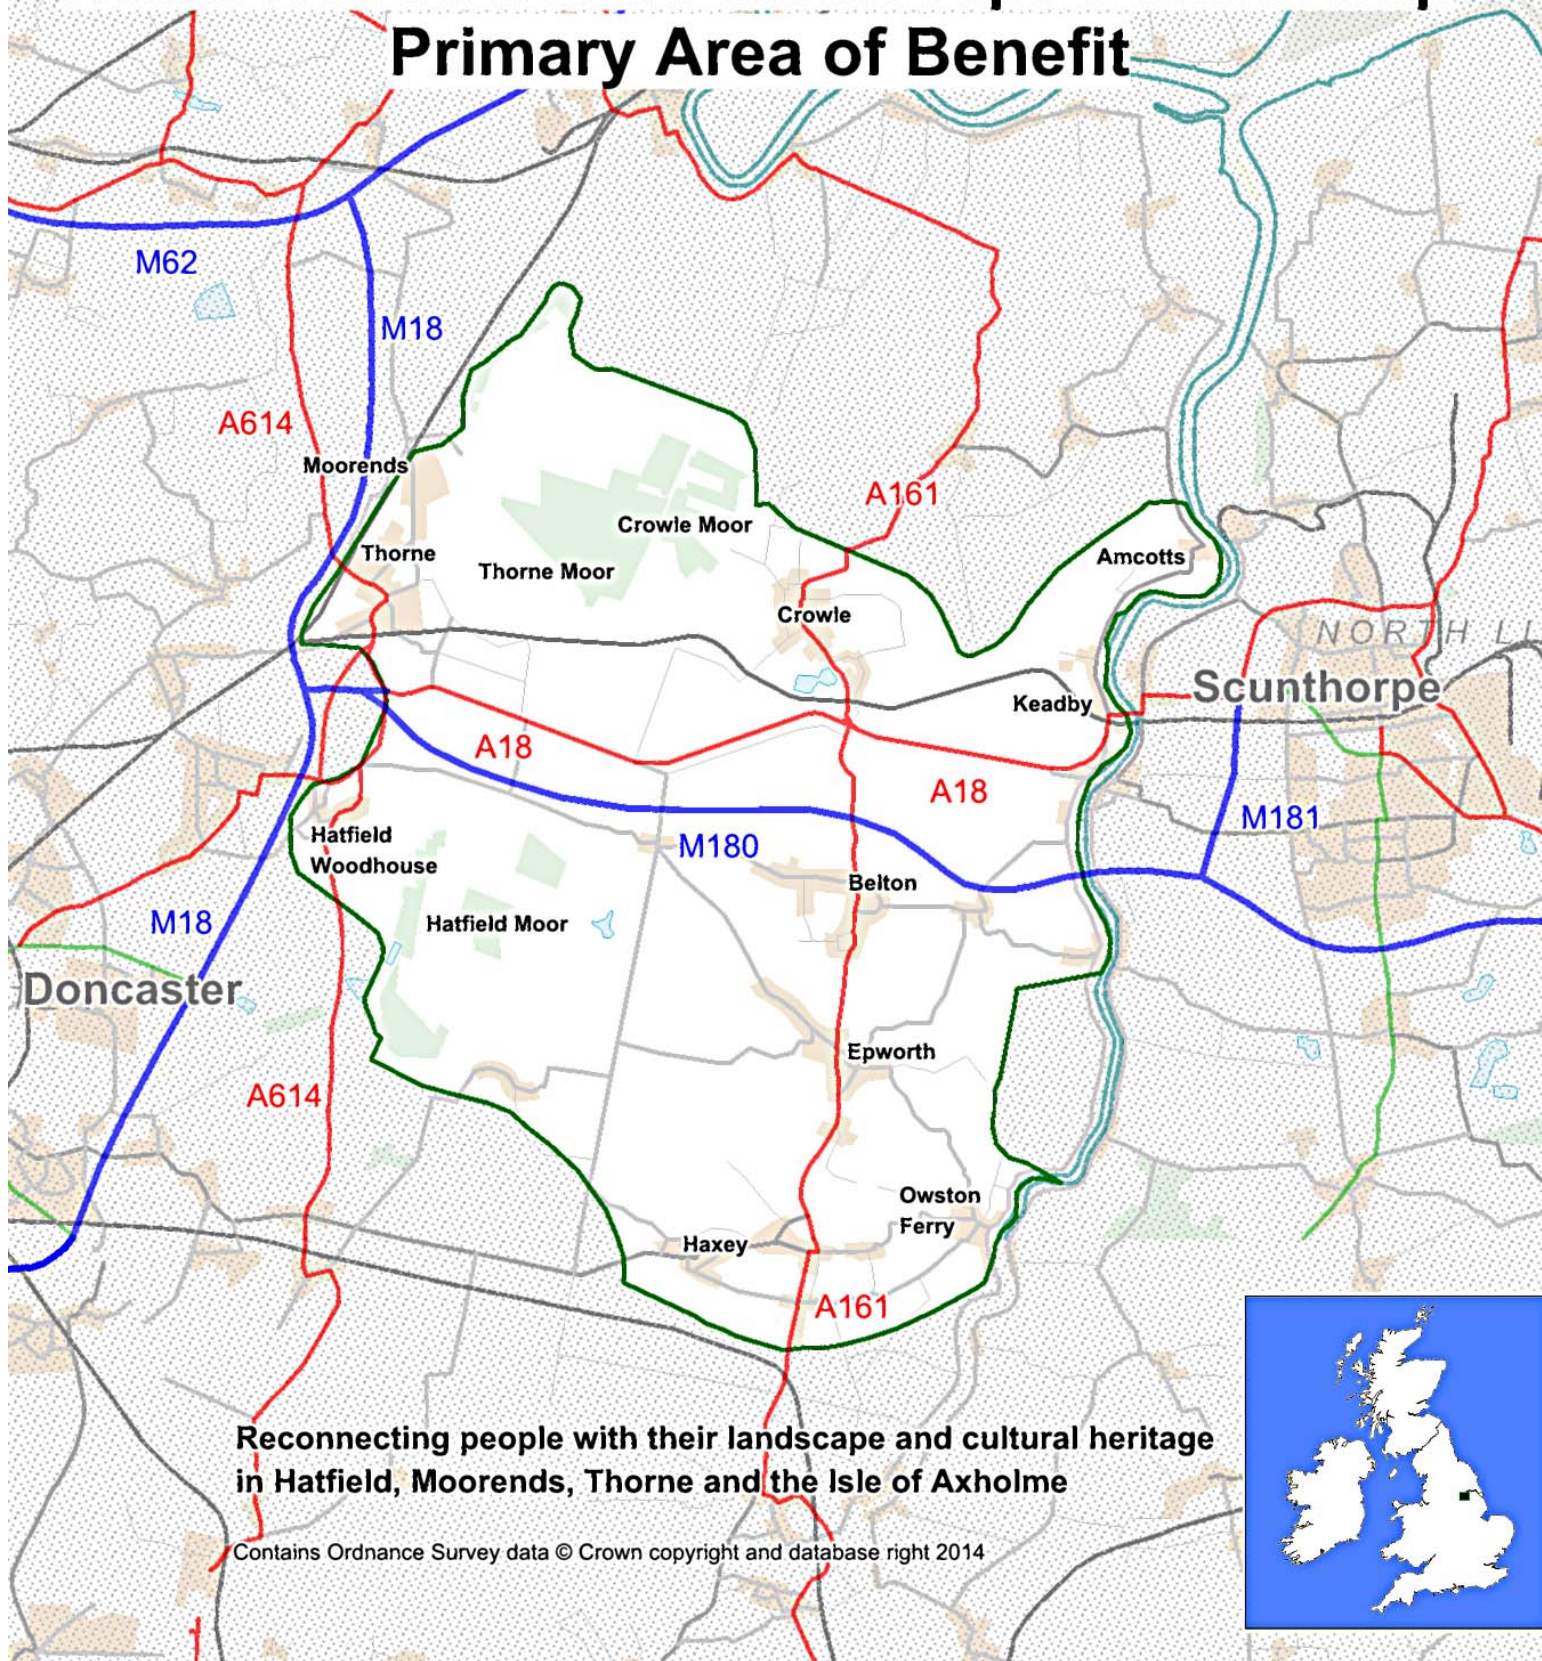 Primary Area of Benefit
M62
M18
A614
Moorends
A161
Crowle Moor
Thorne
Amcotts
Thorne Moor
Crowle
NORTH LI
Scunthorpe
Keadby
A18
A18
M181
Hatfield
Woodhouse
M180
Belton
M18
Hatfield Moor
Doncaster
Epworth
A614
Owston
Ferry
Haxey
A161
Reconnecting people with their landscape and cultural heritage
in Hatfield, Moorends, Thorne and the Isle of Axholme
Contains Ordnance Survey data © Crown copyright and database right 2014